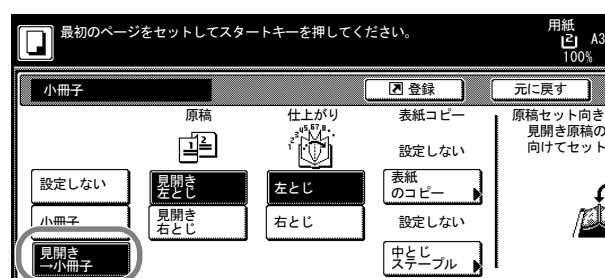 最初のページをセットしてスタートキーを押してください。
用紙
2 A3
100%
小冊子
登録
元に戻す
原稿
仕上がり
表紙コピー
設定しない
原稿セット向き
見開き原稿の
向けてセット
設定しない
見開き
左とじ
左とじ
表紙
のコピー
小冊子
見開き
右とじ
右とじ
設定しない
見開き
→小冊子
中とじ
ステープル